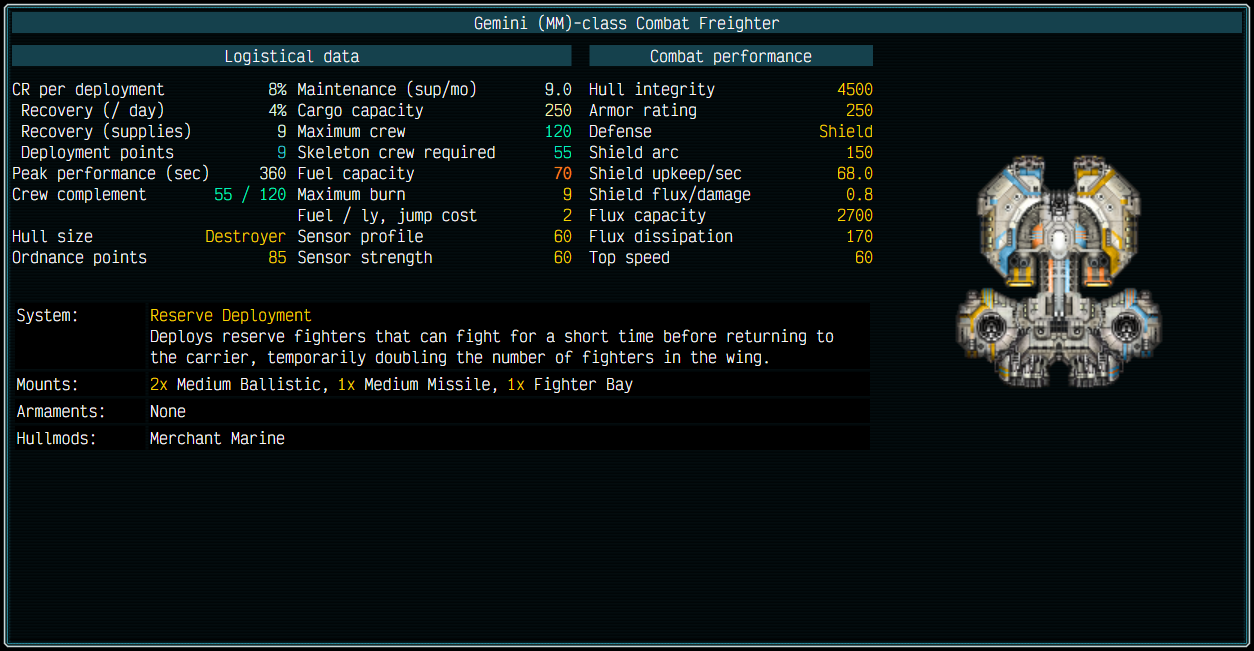 Gemini (MM)-class Combat Freighter
Logistical data
Combat performance
CR per deployment 8% Maintenance (sup/mo) 9.0 Hull integrity 4500
Recovery (/ day) 4% Cargo capacity 250 Armor rating 250
Recovery (supplies) 9 Maximum crew 120 Defense Shield
Deployment points 9 Skeleton crew required 55 Shield arc 150
Peak performance (sec) 360 Fuel capacity 70 Shield upkeep/sec 68.0
Crew complement 55 / 120 Maximum burn 9 Shield flux/damage 0.8
Fuel / ly, jump cost 2 Flux capacity 2700
Hull size Destroyer Sensor profile 60 Flux dissipation 170
Ordnance points 85 Sensor strength 60 Top speed 60
System: Reserve Deployment
Deploys reserve fighters that can fight for a short time before returning to
the carrier, temporarily doubling the number of fighters in the wing.
Mounts: 2x Medium Ballistic, 1x Medium Missile, 1x Fighter Bay
Armaments: None
Hullmods: Merchant Marine